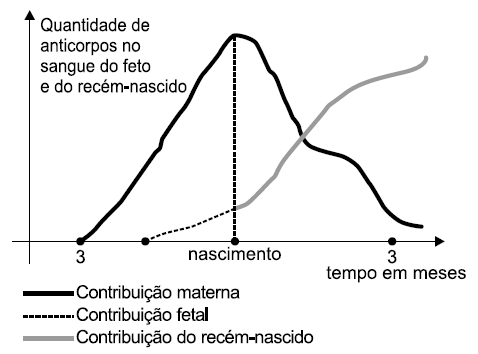 Quantidade de
anticorpos no
sangue do feto
e do recém-nascido
3
nascimento
3
tempo em meses
Contribuição materna
Contribuição fetal
Contribuição do recém-nascido